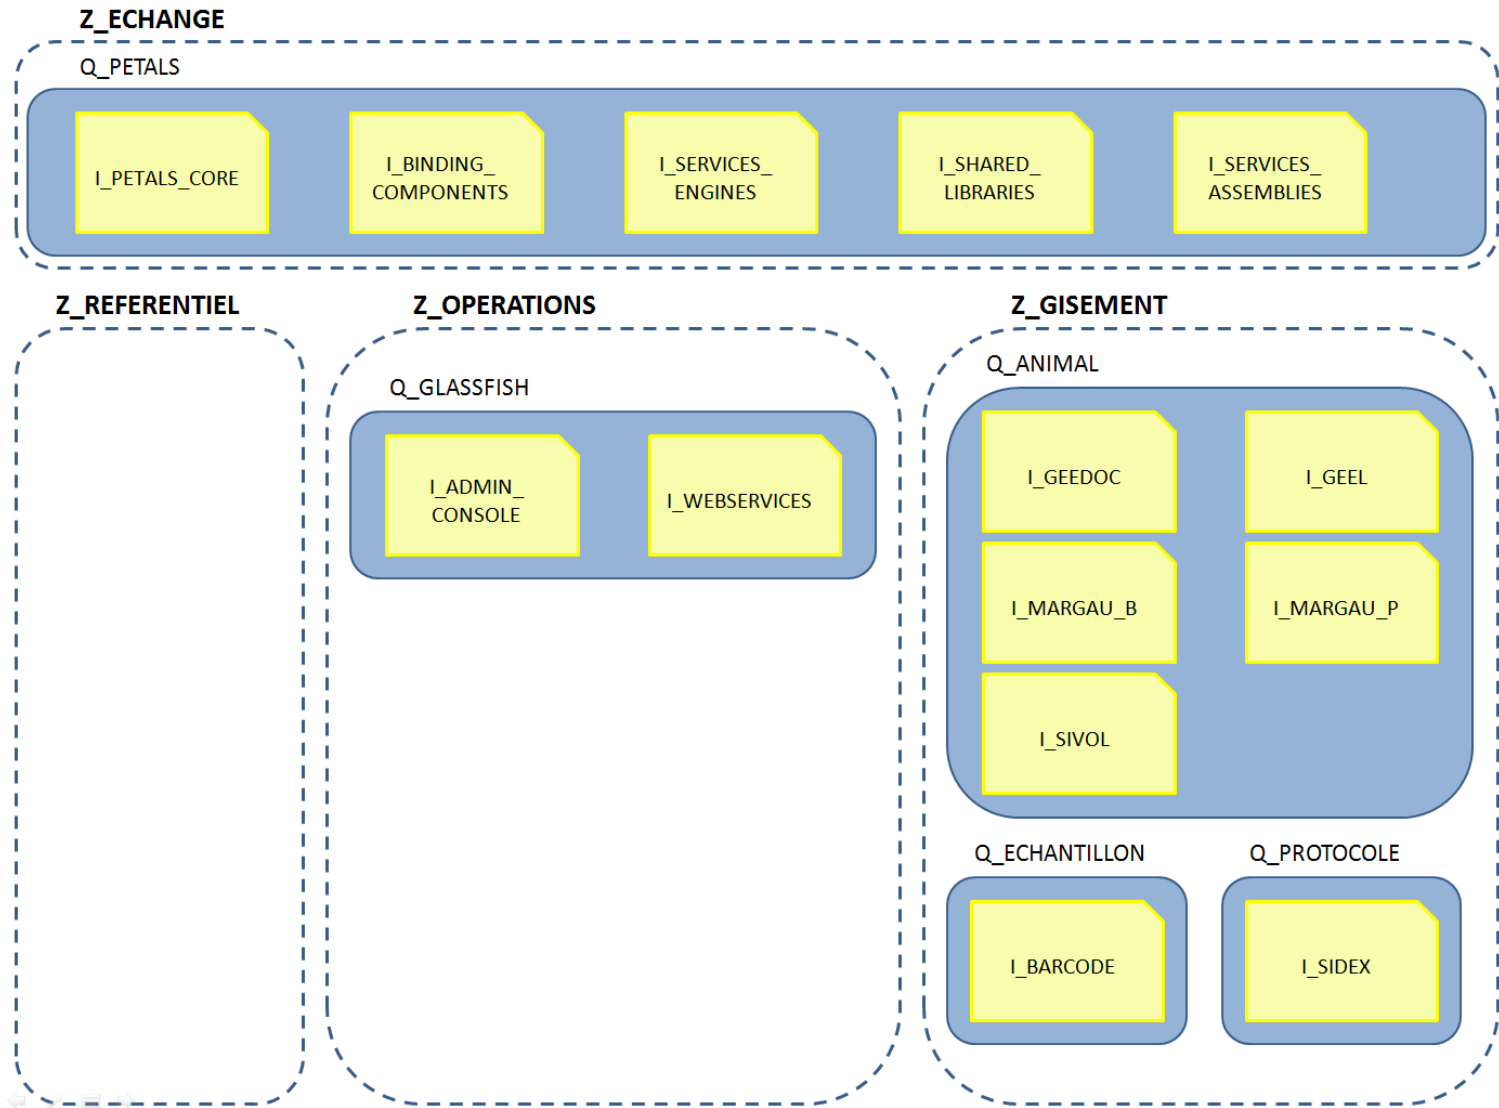 Z_ECHANGE
Q_PETALS
I_PETALS_CORE
I_BINDING_
COMPONENTS
I_SERVICES_
ENGINES
I_SHARED_
LIBRARIES
I_SERVICES_
ASSEMBLIES
Z_REFERENTIEL
Z_OPERATIONS
Q_GLASSFISH
I_ADMIN_
CONSOLE
I_WEBSERVICES
Z_GISEMENT
Q_ANIMAL
I_GEEDOC
I_GEEL
I_MARGAU_B
I_MARGAU_P
I_SIVOL
Q_ECHANTILLON
I_BARCODE
Q_PROTOCOLE
I_SIDEX